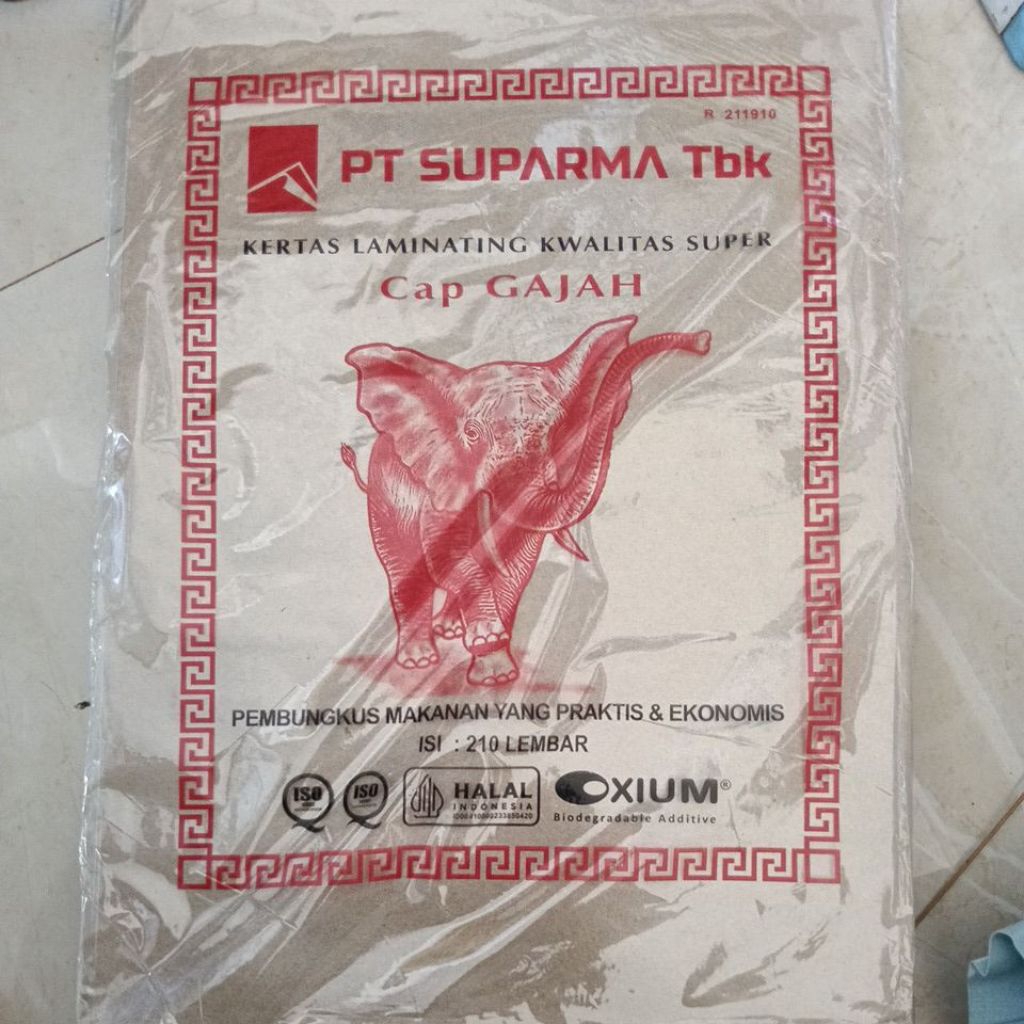 R 211910
PT SUPARMA Tbk
KERTAS LAMINATING KWALITAS SUPER
Cap GAJAH
PEMBUNGKUS MAKANAN YANG PRAKTIS & EKONOMIS
ISI : 210 LEMBAR
ISO ISO HALAL OXIUM®
INDONESIA
Biodegradable Additive